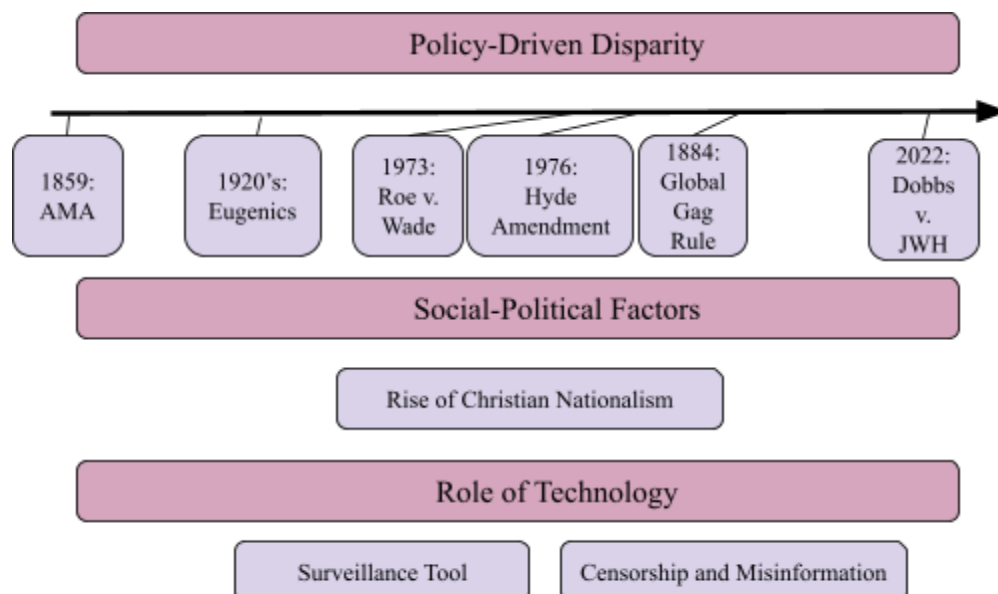 Policy-Driven Disparity
1859:
AMA
1920's:
Eugenics
1973:
Roe v.
Wade
1976:
Hyde
Amendment
1884:
Global
Gag
Rule
2022:
Dobbs
v.
JWH
Social-Political Factors
Rise of Christian Nationalism
Role of Technology
Surveillance Tool
Censorship and Misinformation